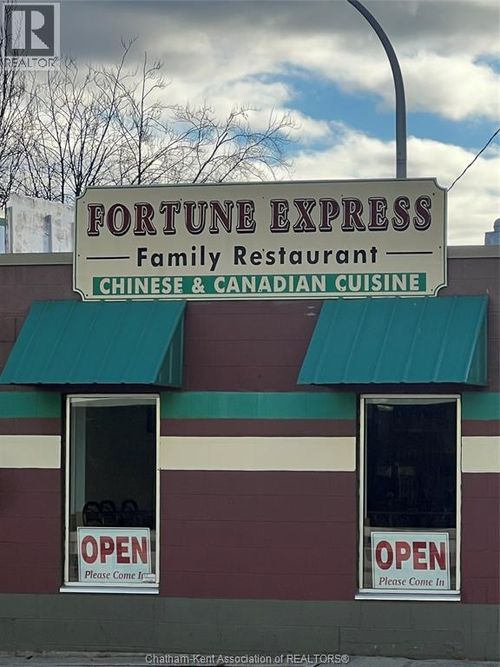 R
REALTOR®
FORTUNE EXPRESS
Family Restaurant
CHINESE & CANADIAN CUISINE
OPEN
Please Come In
OPEN
Please Come In
Chatham-Kent Association of REALTORS®